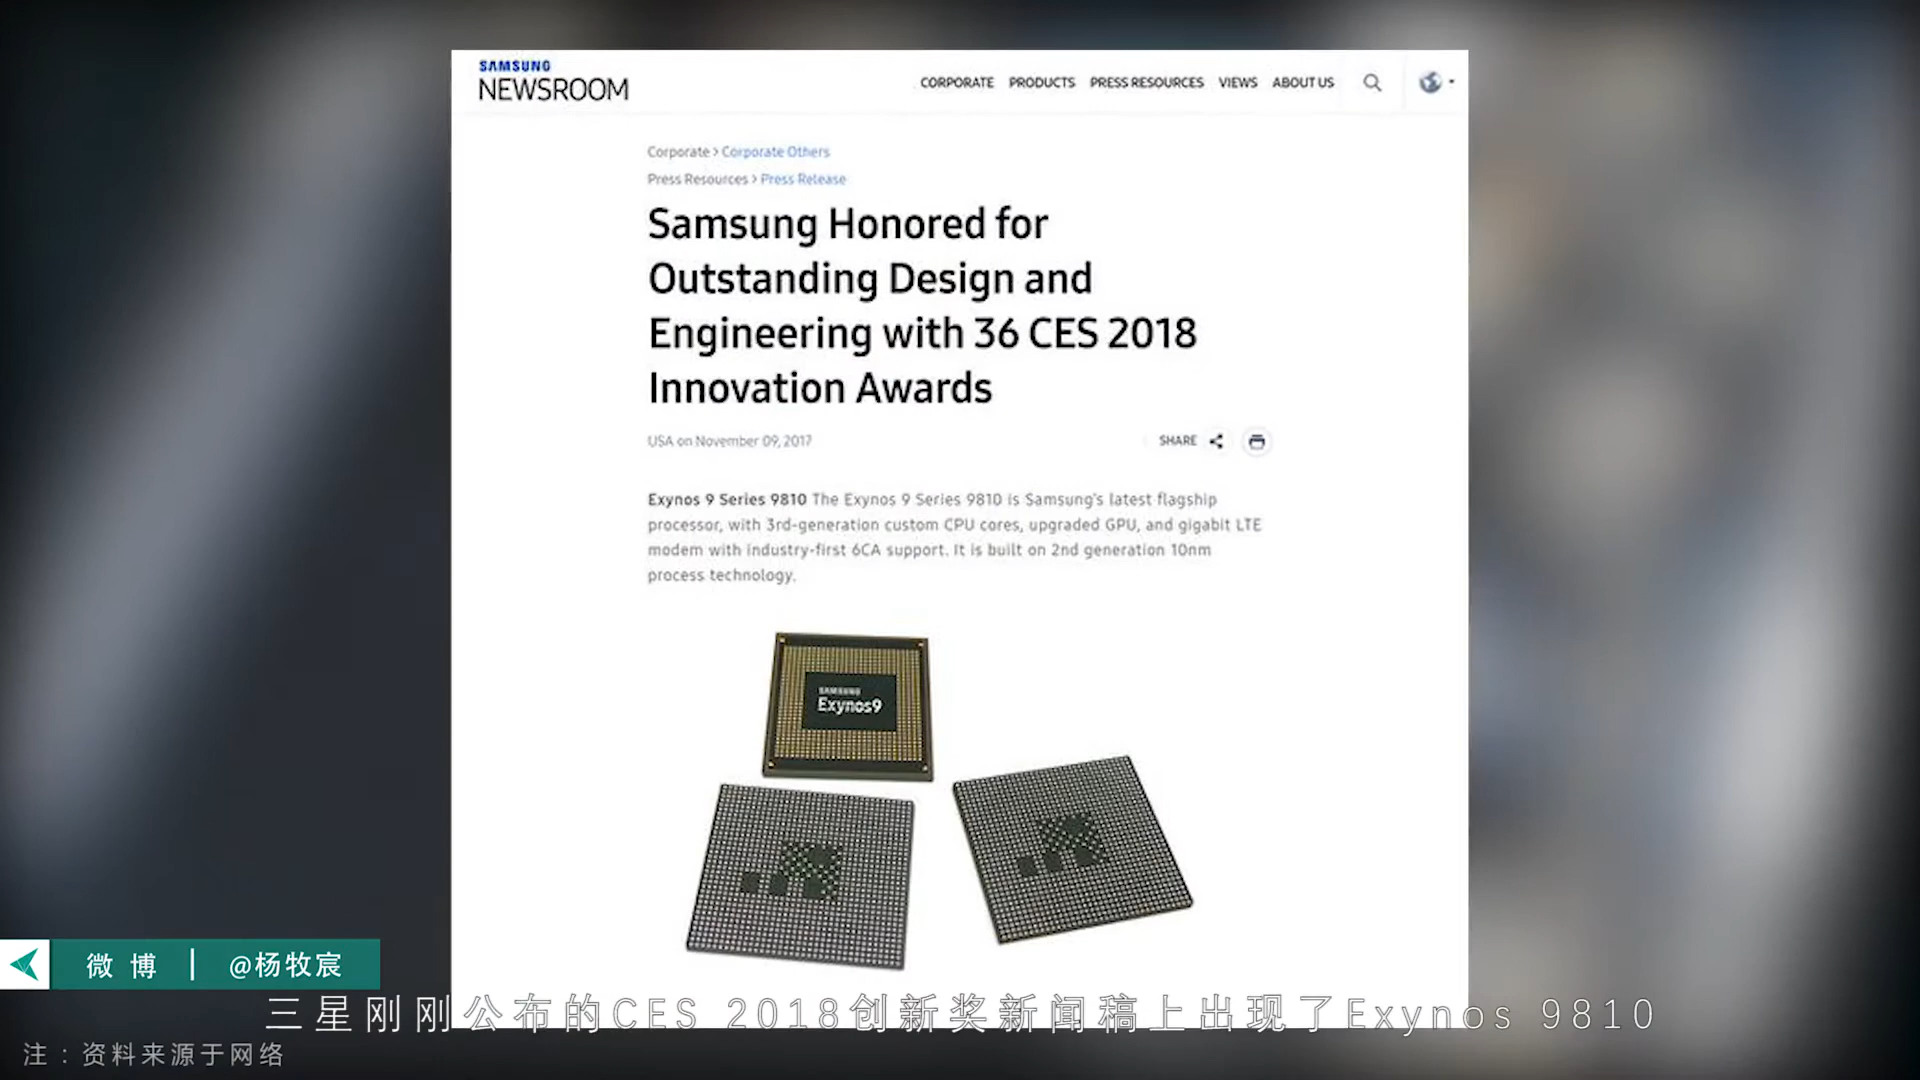 SAMSUNG
NEWSROOM
CORPORATE PRODUCTS PRESS RESOURCES VIEWS ABOUT US
Corporate > Corporate Others
Press Resources > Press Release
Samsung Honored for
Outstanding Design and
Engineering with 36 CES 2018
Innovation Awards
USA on November 09, 2017
SHARE
Exynos 9 Series 9810 The Exynos 9 Series 9810 is Samsung's latest flagship
processor, with 3rd-generation custom CPU cores, upgraded GPU, and gigabit LTE
modem with industry-first 6CA support. It is built on 2nd generation 10nm
process technology.
SAMSUNG
Exynos9
微博 | @杨牧宸
三星刚刚公布的CES 2018创新奖新闻稿上出现了Exynos 9810
注：资料来源于网络